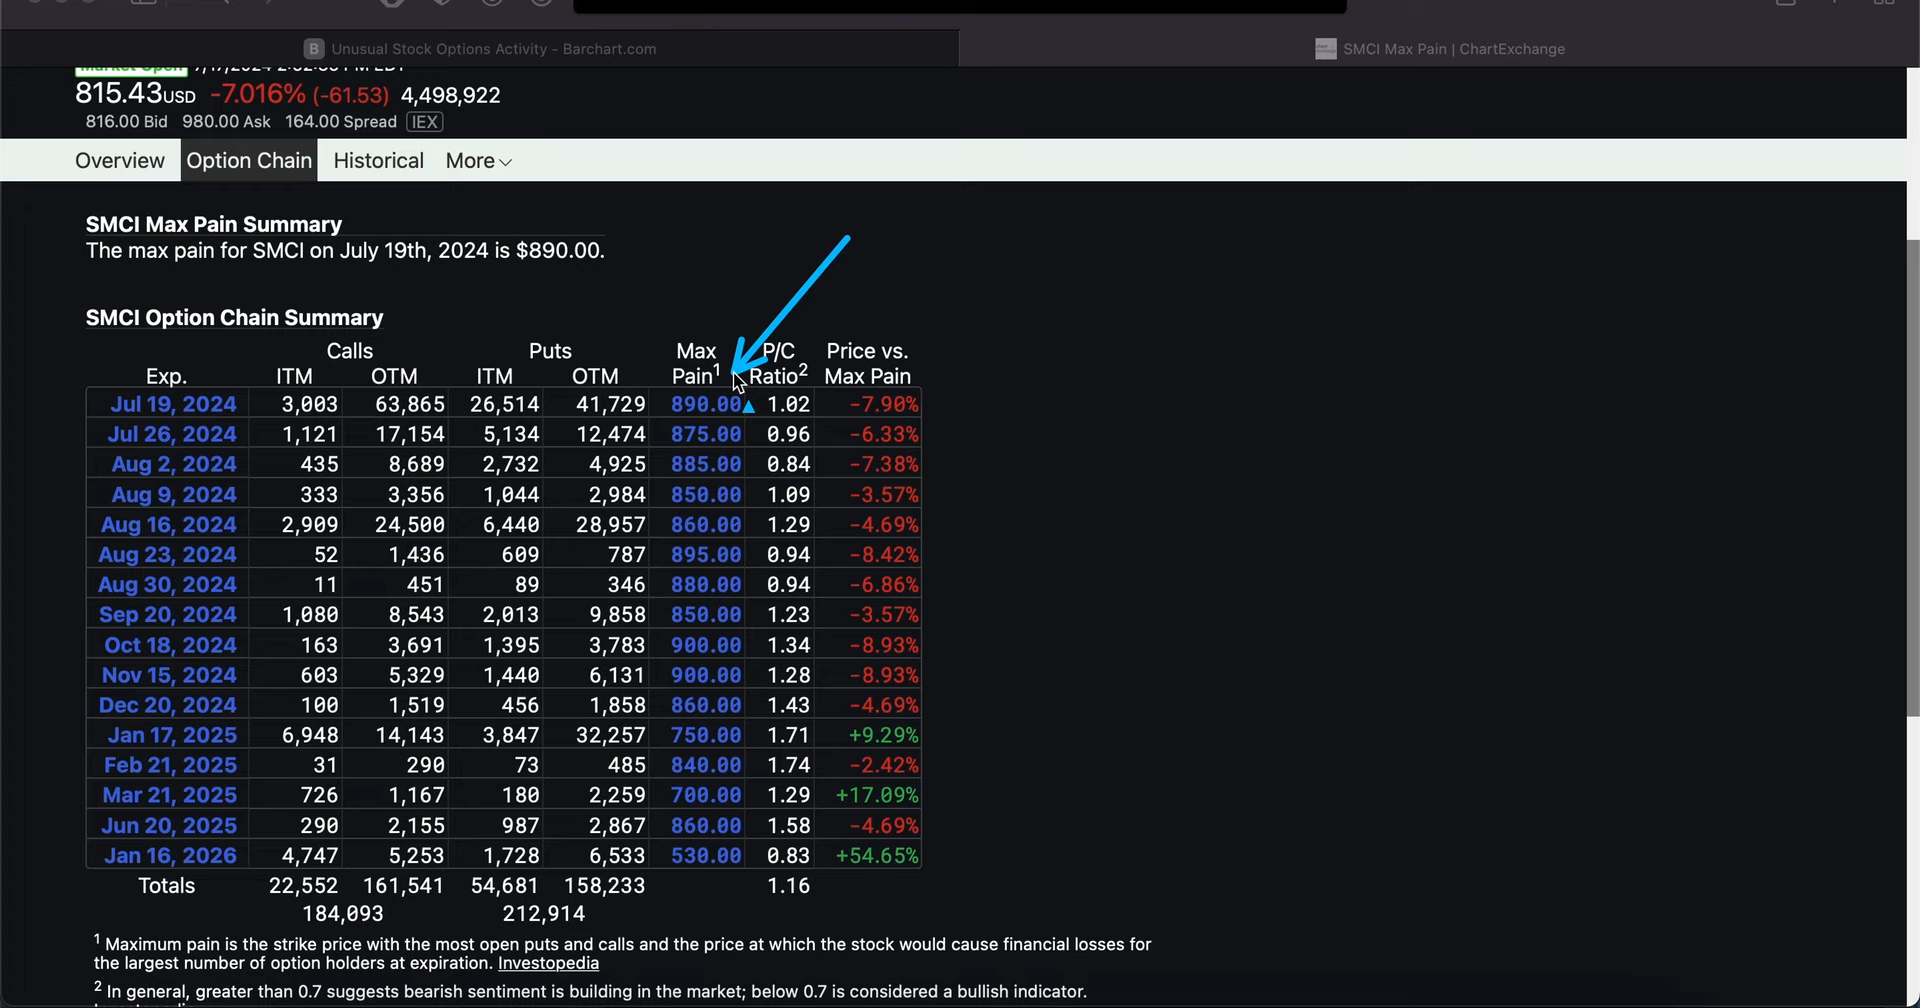 Unusual Stock Options Activity - Barchart.com
SMCI Max Pain | ChartExchange
815.43USD -7.016% (-61.53) 4,498,922
816.00 Bid 980.00 Ask 164.00 Spread IEX
Overview Option Chain Historical More
SMCI Max Pain Summary
The max pain for SMCI on July 19th, 2024 is $890.00.
SMCI Option Chain Summary
Calls Puts Max P/C Price vs.
Exp. ITM OTM ITM OTM Pain1 Ratio2 Max Pain
Jul 19, 2024 3,003 63,865 26,514 41,729 890.00 1.02 -7.90%
Jul 26, 2024 1,121 17,154 5,134 12,474 875.00 0.96 -6.33%
Aug 2, 2024 435 8,689 2,732 4,925 885.00 0.84 -7.38%
Aug 9, 2024 333 3,356 1,044 2,984 850.00 1.09 -3.57%
Aug 16, 2024 2,909 24,500 6,440 28,957 860.00 1.29 -4.69%
Aug 23, 2024 52 1,436 609 787 895.00 0.94 -8.42%
Aug 30, 2024 11 451 89 346 880.00 0.94 -6.86%
Sep 20, 2024 1,080 8,543 2,013 9,858 850.00 1.23 -3.57%
Oct 18, 2024 163 3,691 1,395 3,783 900.00 1.34 -8.93%
Nov 15, 2024 603 5,329 1,440 6,131 900.00 1.28 -8.93%
Dec 20, 2024 100 1,519 456 1,858 860.00 1.43 -4.69%
Jan 17, 2025 6,948 14,143 3,847 32,257 750.00 1.71 +9.29%
Feb 21, 2025 31 290 73 485 840.00 1.74 -2.42%
Mar 21, 2025 726 1,167 180 2,259 700.00 1.29 +17.09%
Jun 20, 2025 290 2,155 987 2,867 860.00 1.58 -4.69%
Jan 16, 2026 4,747 5,253 1,728 6,533 530.00 0.83 +54.65%
Totals 22,552 161,541 54,681 158,233 1.16
184,093 212,914
1 Maximum pain is the strike price with the most open puts and calls and the price at which the stock would cause financial losses for
the largest number of option holders at expiration. Investopedia
2 In general, greater than 0.7 suggests bearish sentiment is building in the market; below 0.7 is considered a bullish indicator.